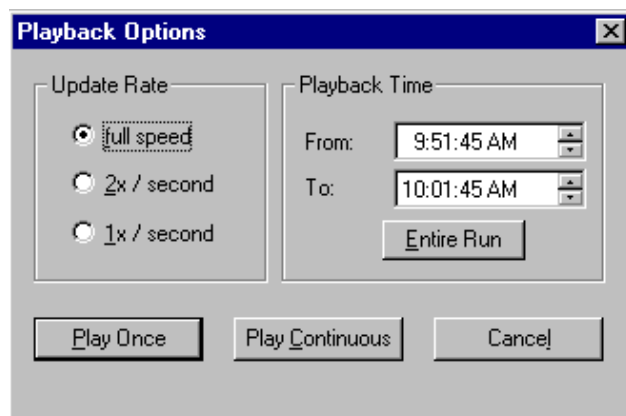 Playback Options
Update Rate
full speed
2x / second
1x / second
Playback Time
From: 9:51:45 AM
To: 10:01:45 AM
Entire Run
Play Once Play Continuous Cancel